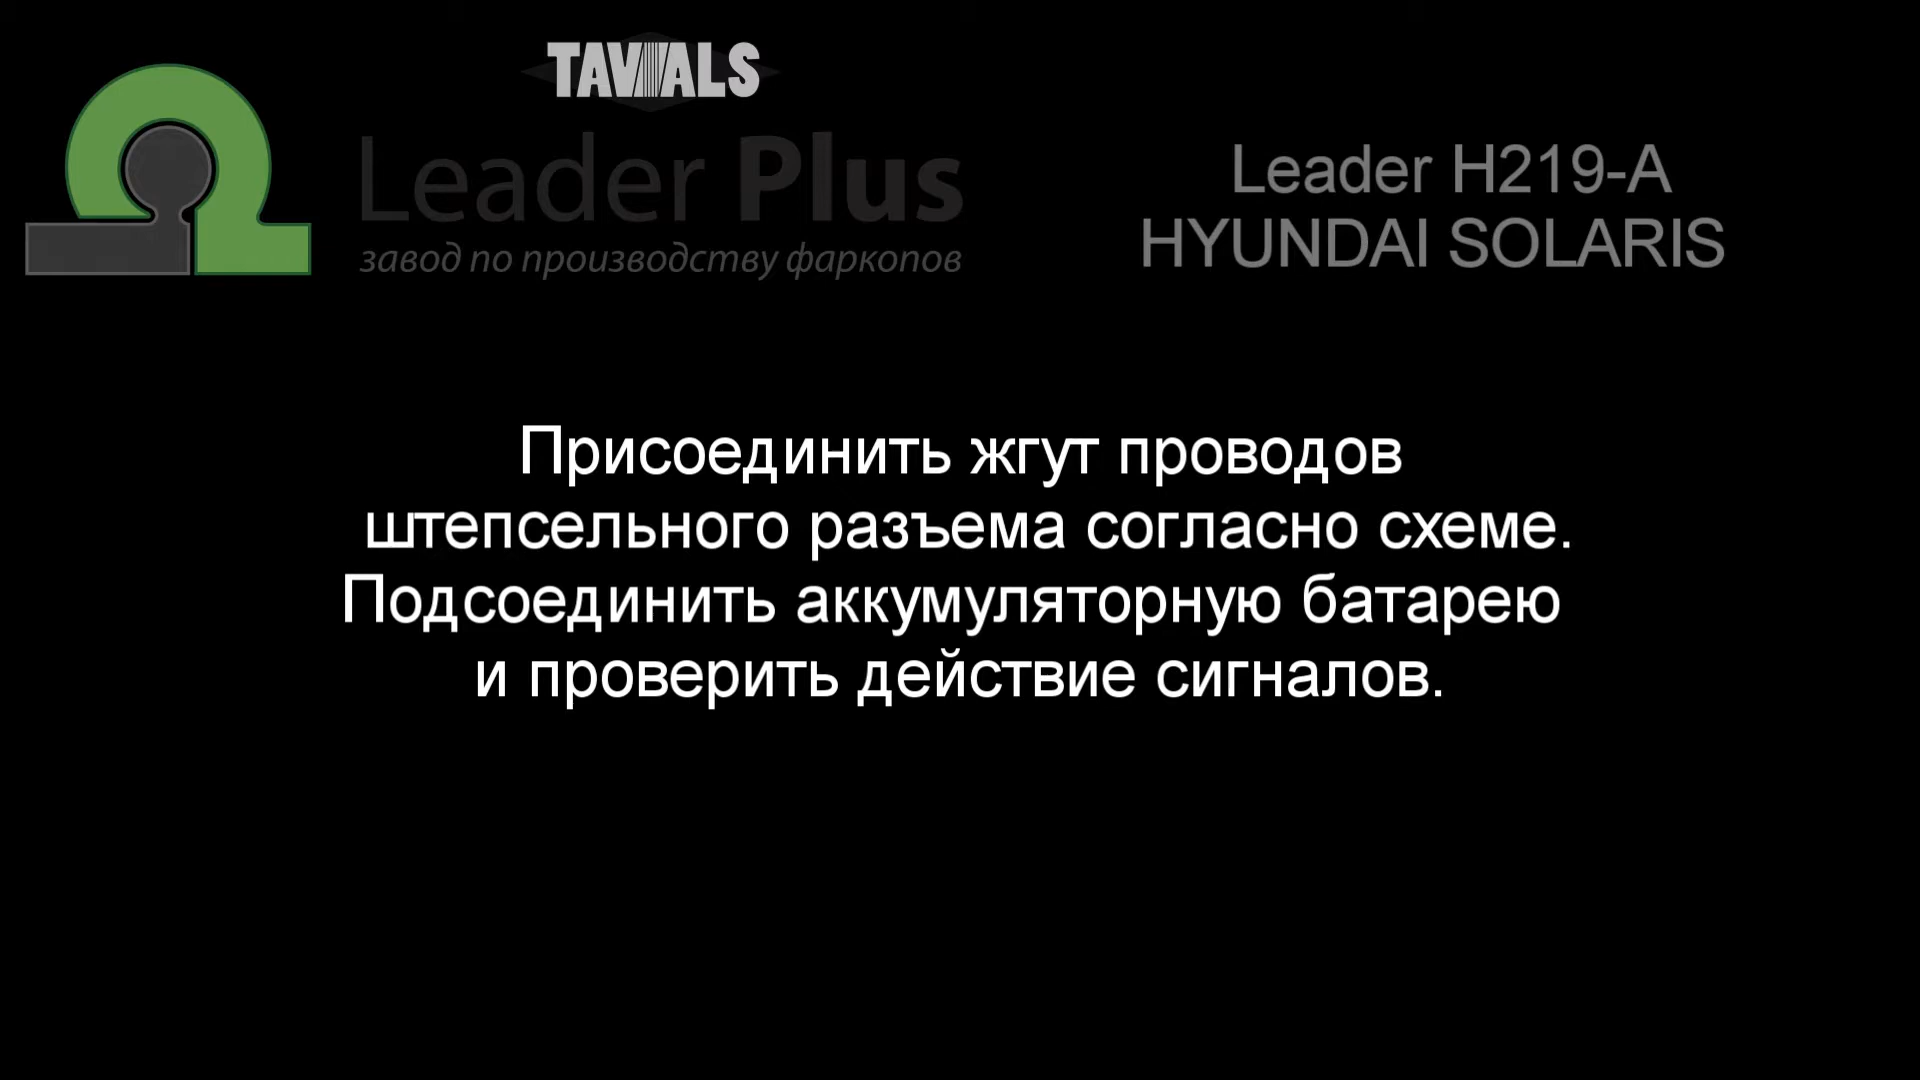 TAVIALS
Leader Plus
завод по производству фаркопов
Leader H219-A
HYUNDAI SOLARIS
Присоединить жгут проводов
штепсельного разъема согласно схеме.
Подсоединить аккумуляторную батарею
и проверить действие сигналов.